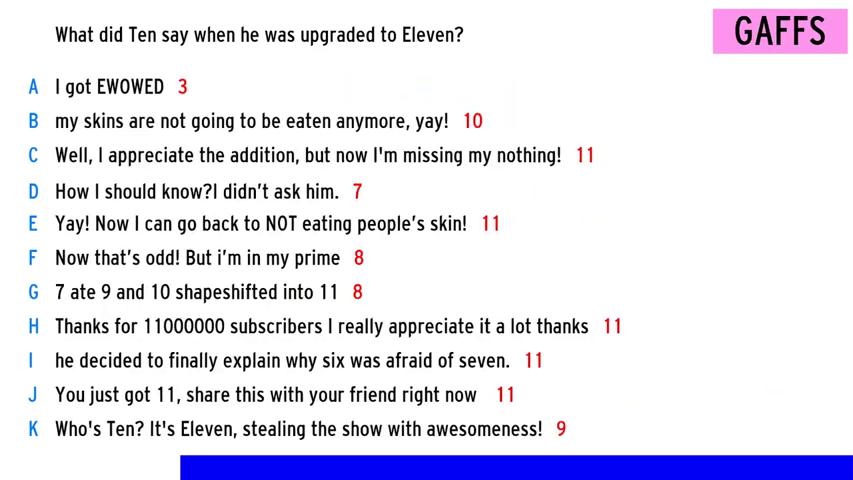 What did Ten say when he was upgraded to Eleven?
GAFFS
A I got EWOWED 3
B my skins are not going to be eaten anymore, yay! 10
C Well, I appreciate the addition, but now I'm missing my nothing! 11
D How I should know?I didn't ask him. 7
E Yay! Now I can go back to NOT eating people's skin! 11
F Now that's odd! But i'm in my prime 8
G 7 ate 9 and 10 shapeshifted into 11 8
H Thanks for 11000000 subscribers I really appreciate it a lot thanks 11
I he decided to finally explain why six was afraid of seven. 11
J You just got 11, share this with your friend right now 11
K Who's Ten? It's Eleven, stealing the show with awesomeness! 9